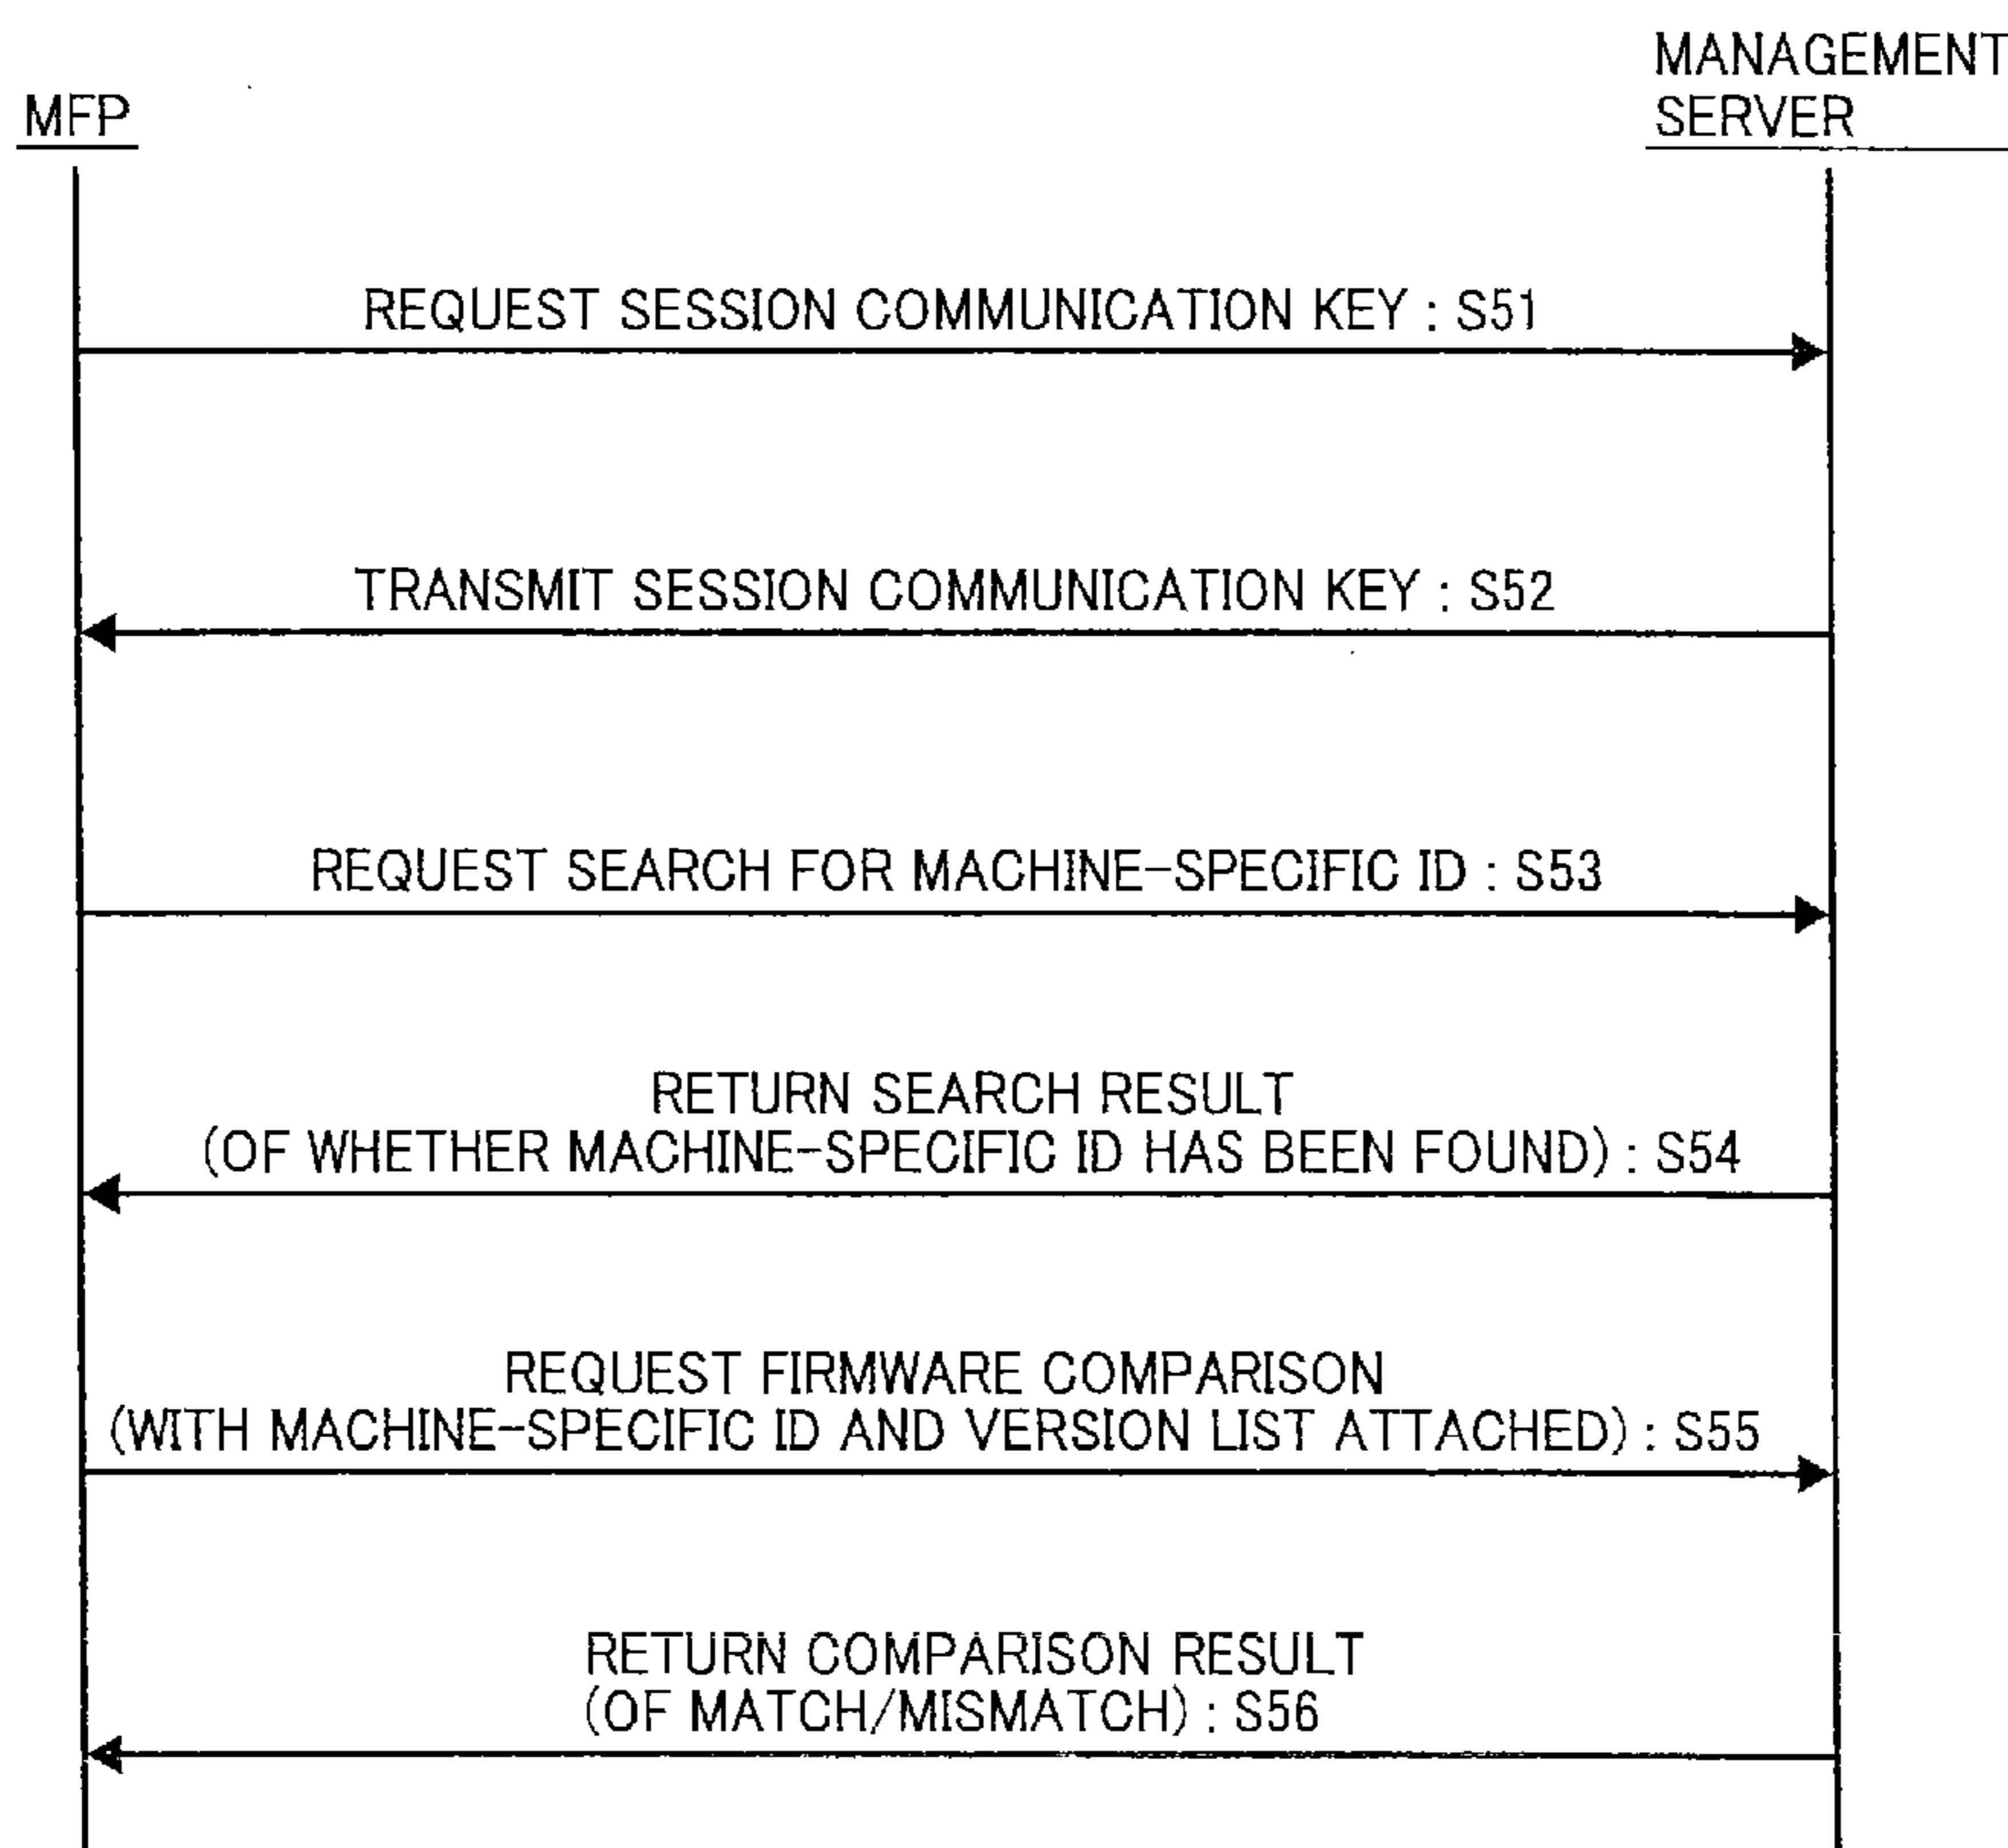 MFP
MANAGEMENT
SERVER
REQUEST SESSION COMMUNICATION KEY : S51
TRANSMIT SESSION COMMUNICATION KEY : S52
REQUEST SEARCH FOR MACHINE-SPECIFIC ID : S53
RETURN SEARCH RESULT
(OF WHETHER MACHINE-SPECIFIC ID HAS BEEN FOUND) : S54
REQUEST FIRMWARE COMPARISON
(WITH MACHINE-SPECIFIC ID AND VERSION LIST ATTACHED) : S55
RETURN COMPARISON RESULT
(OF MATCH/MISMATCH) : S56